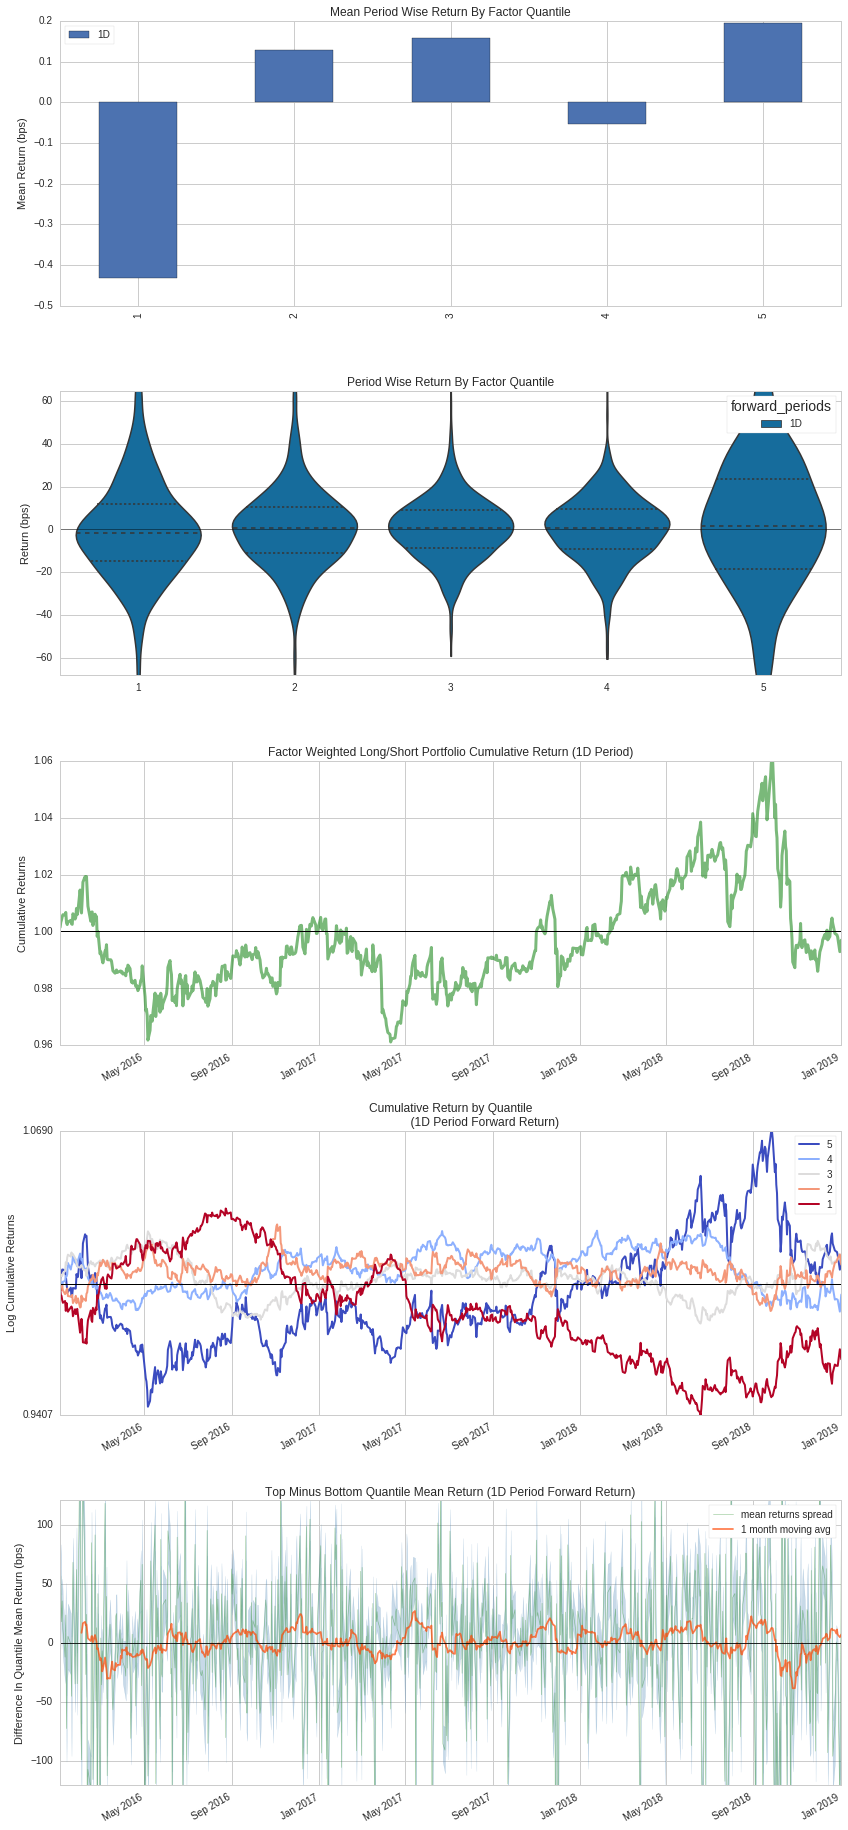 Mean Period Wise Return By Factor Quantile
0.2
1D
0.1
0.0
−0.1
−0.2
−0.3
−0.4
−0.5
Mean Return (bps)
1
2
3
4
5
Period Wise Return By Factor Quantile
60
forward_periods
1D
40
20
0
−20
−40
−60
Return (bps)
1
2
3
4
5
Factor Weighted Long/Short Portfolio Cumulative Return (1D Period)
1.06
1.04
1.02
1.00
0.98
0.96
Cumulative Returns
May 2016
Sep 2016
Jan 2017
May 2017
Sep 2017
Jan 2018
May 2018
Sep 2018
Jan 2019
Cumulative Return by Quantile
(1D Period Forward Return)
1.0690
5
4
3
2
1
Log Cumulative Returns
0.9407
May 2016
Sep 2016
Jan 2017
May 2017
Sep 2017
Jan 2018
May 2018
Sep 2018
Jan 2019
Top Minus Bottom Quantile Mean Return (1D Period Forward Return)
mean returns spread
1 month moving avg
100
50
0
−50
−100
Difference In Quantile Mean Return (bps)
May 2016
Sep 2016
Jan 2017
May 2017
Sep 2017
Jan 2018
May 2018
Sep 2018
Jan 2019